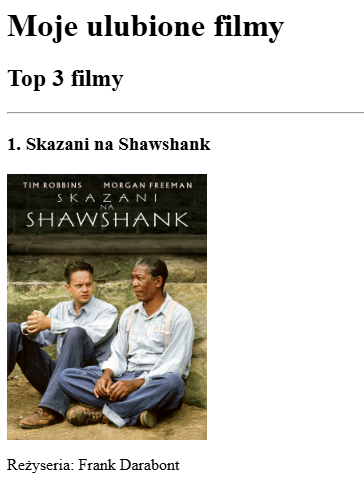 Moje ulubione filmy
Top 3 filmy
1. Skazani na Shawshank
TIM ROBBINS MORGAN FREEMAN
SKAZANI
NA
SHAWSHANK
Reżyseria: Frank Darabont